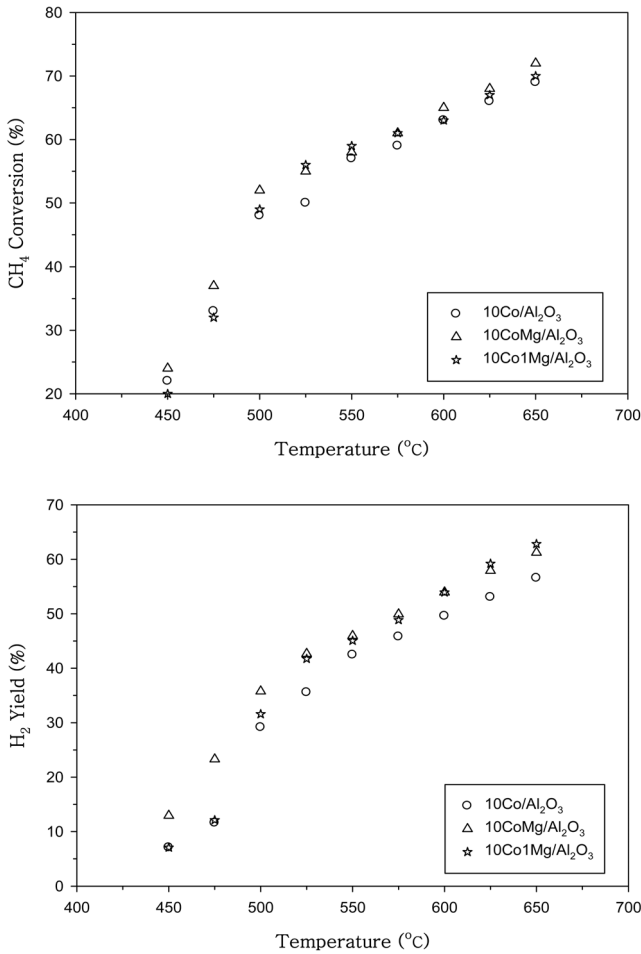 80
70
60
50
40
30
20
CH₄ Conversion (%)
10Co/Al₂O₃
10CoMg/Al₂O₃
10Co1Mg/Al₂O₃
400 450 500 550 600 650 700
Temperature (°C)
70
60
50
40
30
20
10
0
H₂ Yield (%)
10Co/Al₂O₃
10CoMg/Al₂O₃
10Co1Mg/Al₂O₃
400 450 500 550 600 650 700
Temperature (°C)